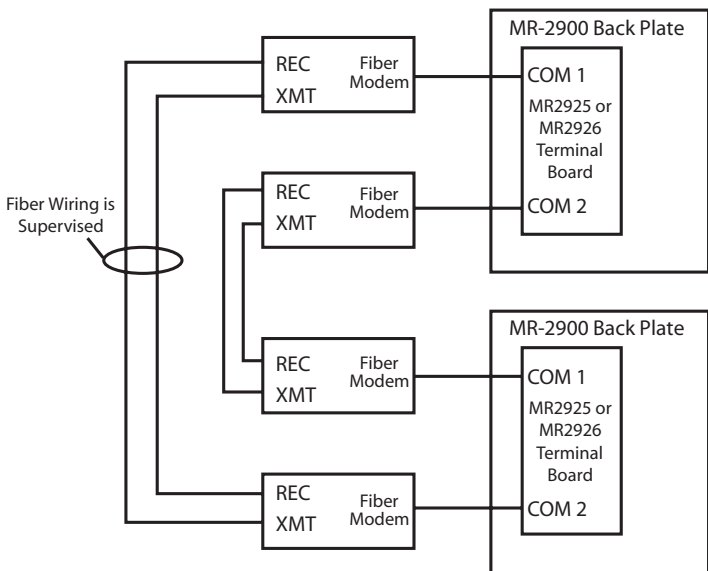 MR-2900 Back Plate
REC
XMT
Fiber
Modem
COM 1
MR2925 or
MR2926
Terminal
Board
COM 2
REC
XMT
Fiber
Modem
Fiber Wiring is
Supervised
MR-2900 Back Plate
REC
XMT
Fiber
Modem
COM 1
MR2925 or
MR2926
Terminal
Board
COM 2
REC
XMT
Fiber
Modem